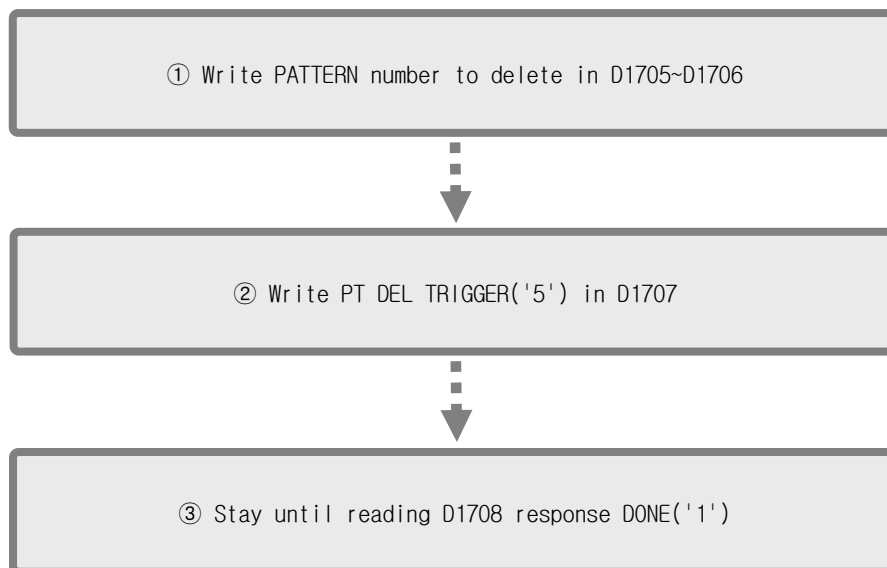 ① Write PATTERN number to delete in D1705~D1706
② Write PT DEL TRIGGER('5') in D1707
③ Stay until reading D1708 response DONE('1')